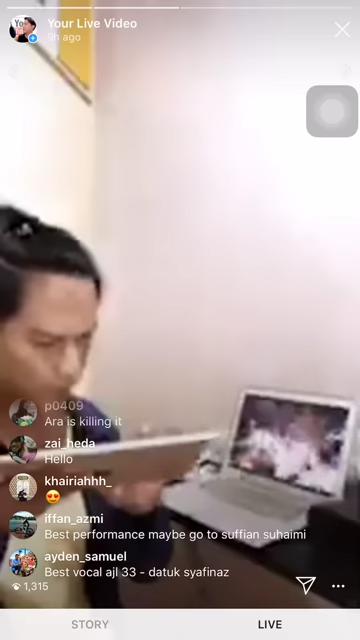 Your Live Video
9h ago
p0409
Ara is killing it
zai_heda
Hello
khairiahhh_
😍
iffan_azmi
Best performance maybe go to suffian suhaimi
ayden_samuel
Best vocal ajl 33 - datuk syafinaz
1,315
STORY
LIVE